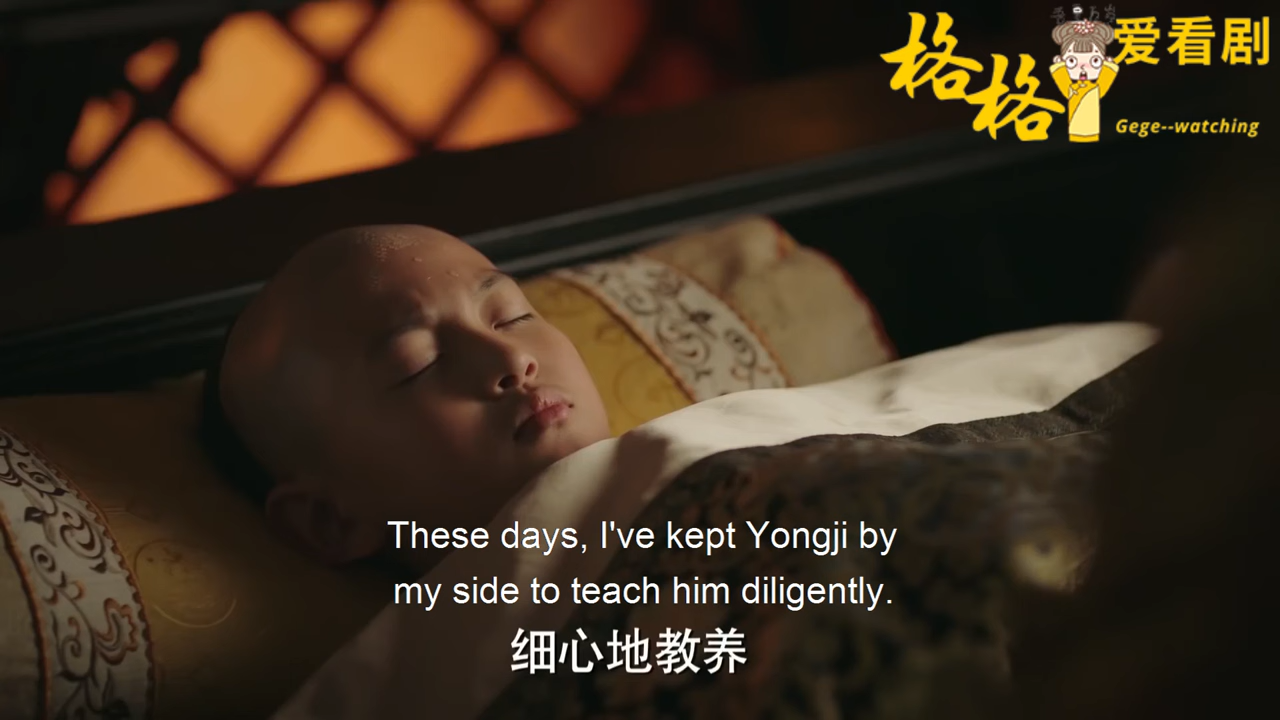 格格
爱看剧
Gege--watching
These days, I've kept Yongji by
my side to teach him diligently.
细心地教养